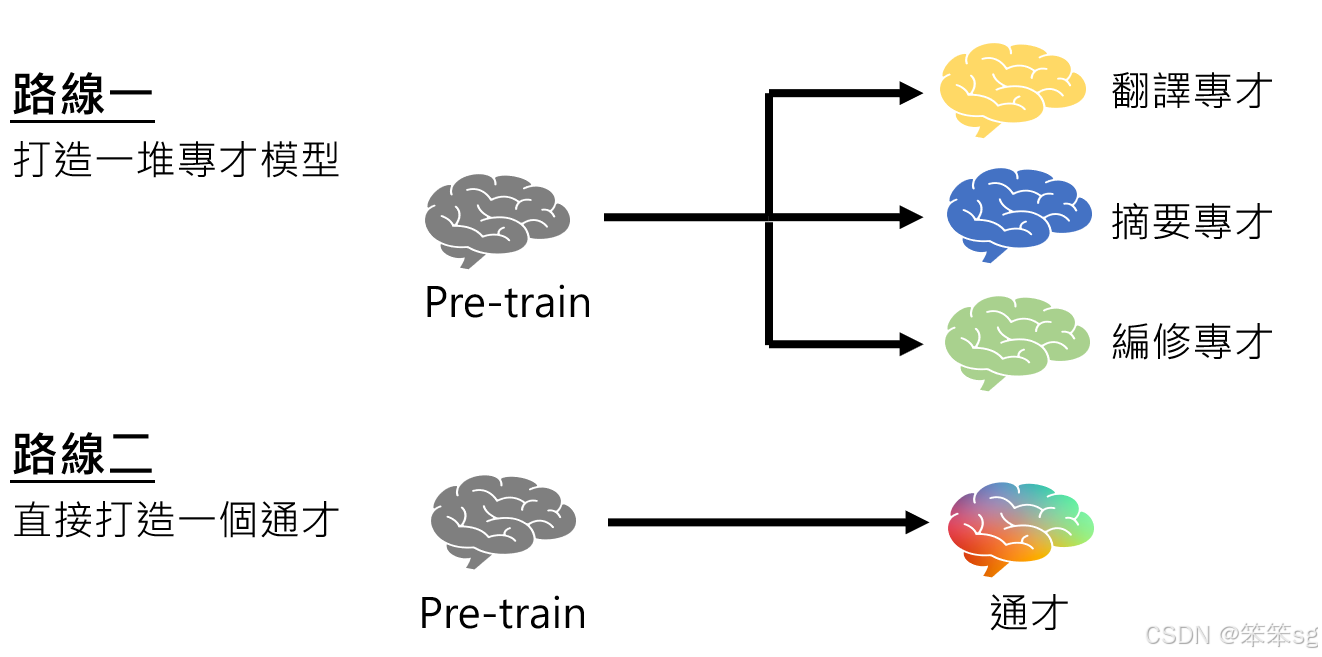 路線一
打造一堆專才模型
Pre-train
翻譯專才
摘要專才
編修專才
路線二
直接打造一個通才
Pre-train
通才
CSDN @笨笨sg